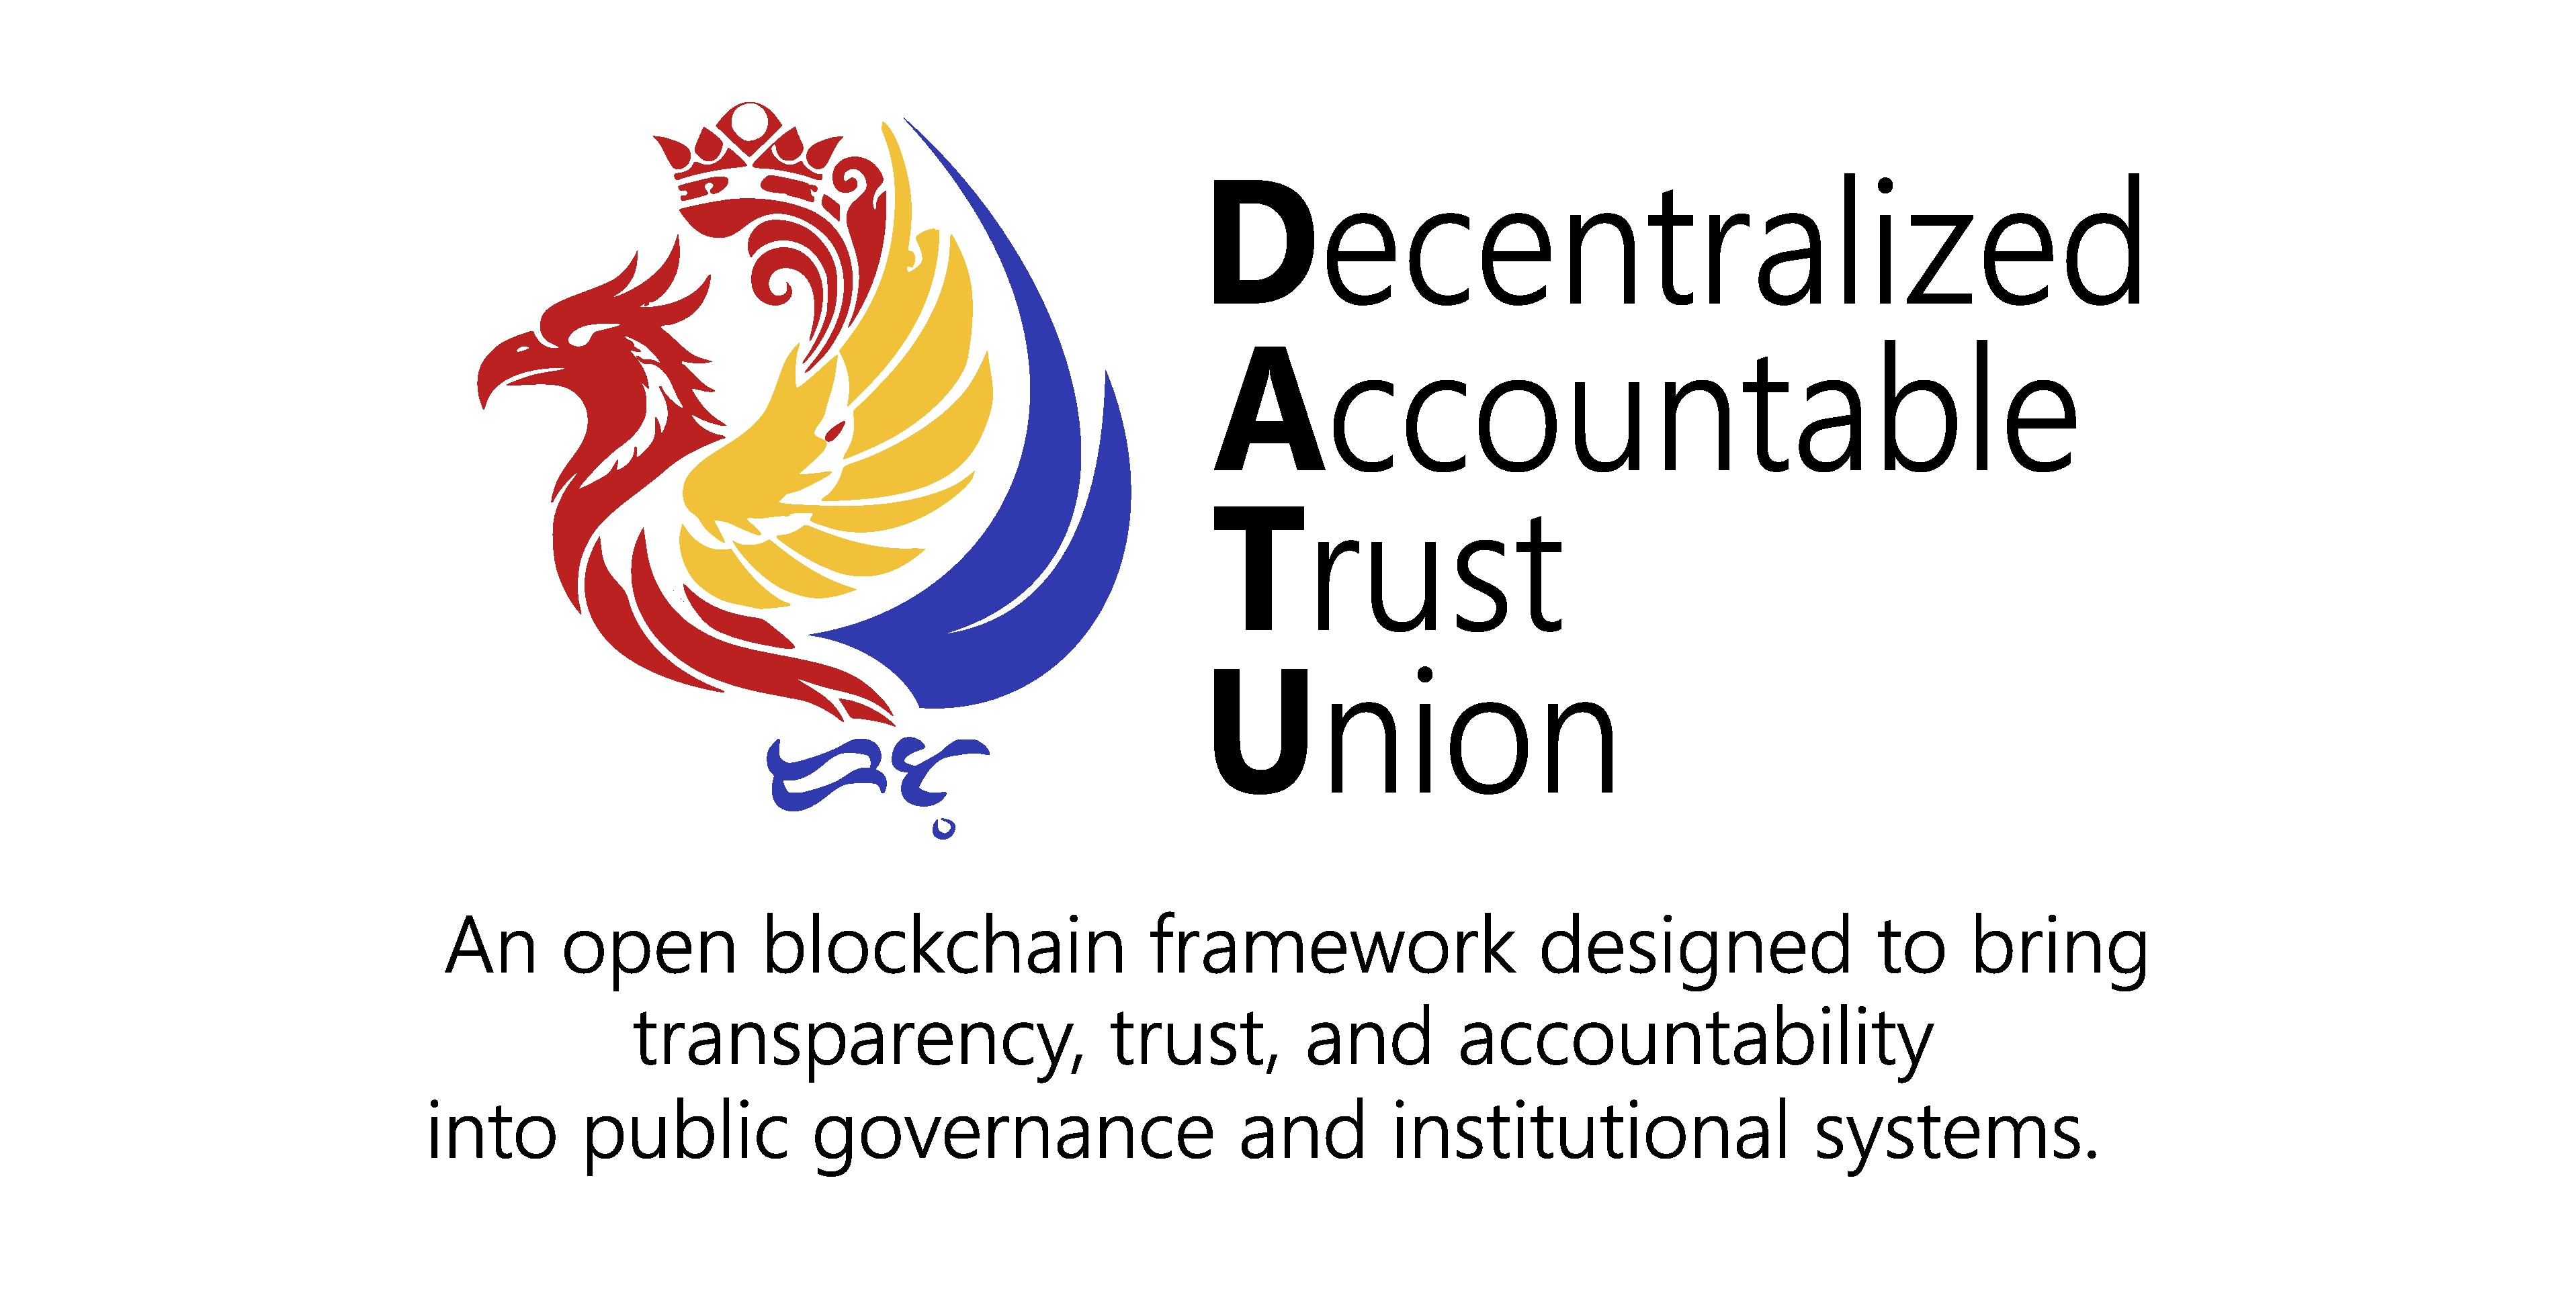 Decentralized
Accountable
Trust
Union
ᜇᜆᜓ
An open blockchain framework designed to bring
transparency, trust, and accountability
into public governance and institutional systems.